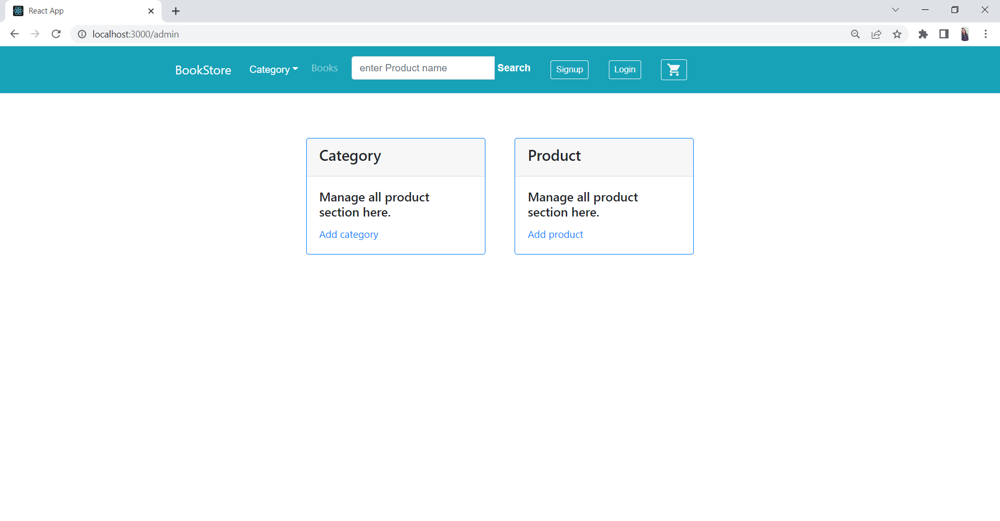 React App
localhost:3000/admin
BookStore Category Books enter Product name Search Signup Login
Category
Manage all product
section here.
Add category
Product
Manage all product
section here.
Add product